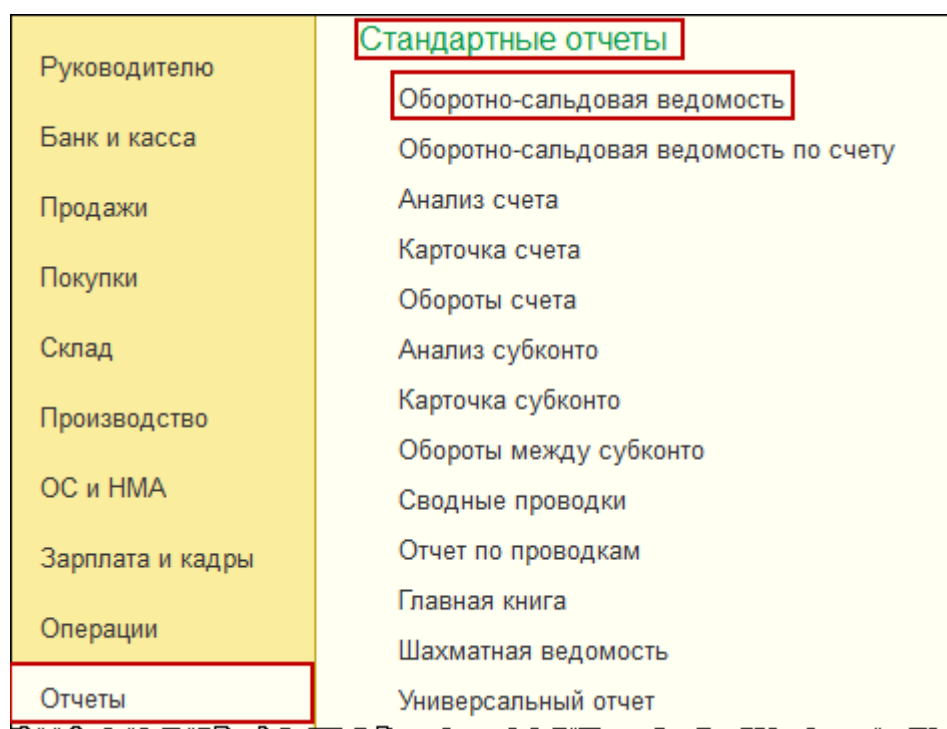 Руководителю
Банк и касса
Продажи
Покупки
Склад
Производство
ОС и НМА
Зарплата и кадры
Операции
Отчеты
Стандартные отчеты
Оборотно-сальдовая ведомость
Оборотно-сальдовая ведомость по счету
Анализ счета
Карточка счета
Обороты счета
Анализ субконто
Карточка субконто
Обороты между субконто
Сводные проводки
Отчет по проводкам
Главная книга
Шахматная ведомость
Универсальный отчет